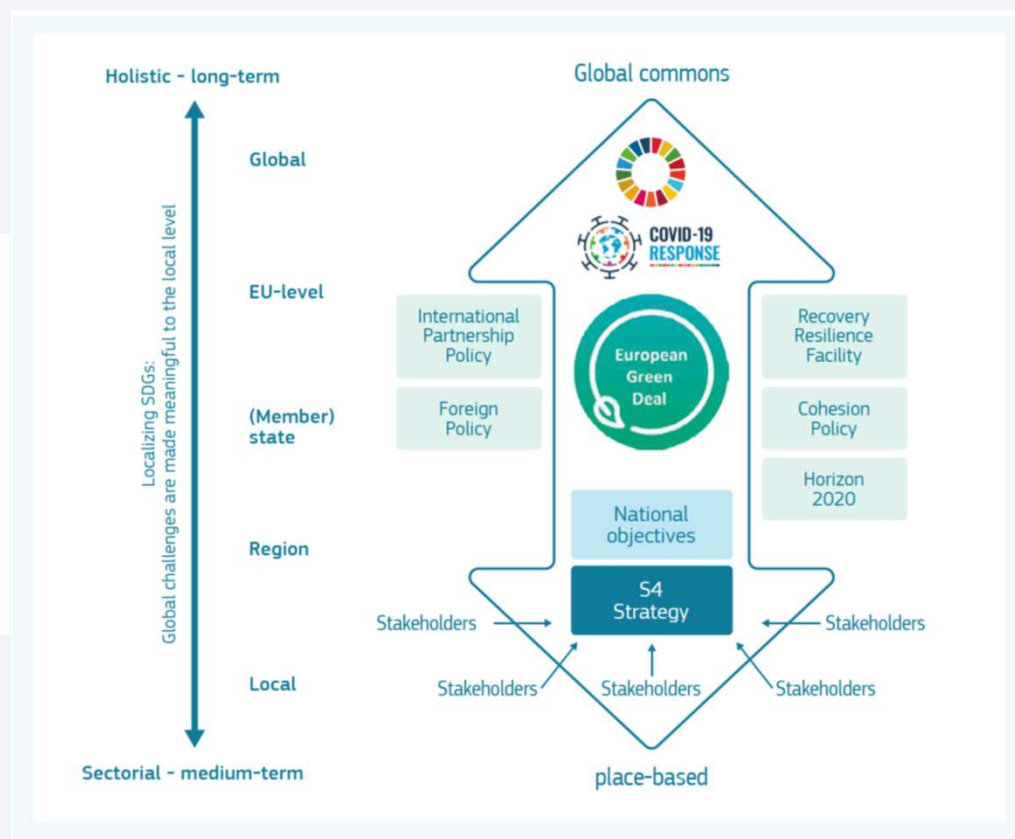 Holistic - long-term
Global commons
Global
COVID-19
RESPONSE
Localizing SDGs:
Global challenges are made meaningful to the local level
EU-level
International
Partnership
Policy
European
Green
Deal
Recovery
Resilience
Facility
(Member)
state
Foreign
Policy
Cohesion
Policy
Horizon
2020
National
objectives
Region
S4
Strategy
Stakeholders
Stakeholders
Local
Stakeholders
Stakeholders
Stakeholders
Sectorial - medium-term
place-based